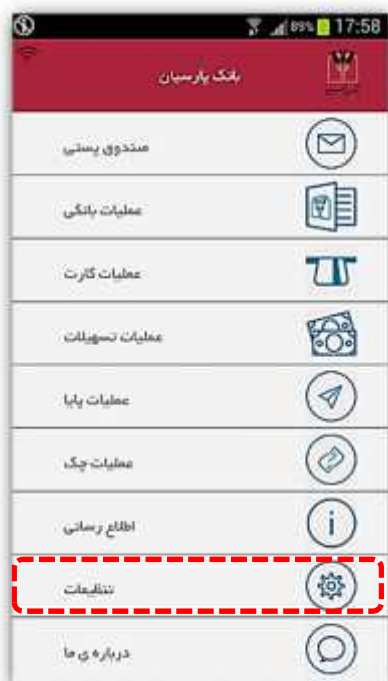 89% 17:58
بانک پارسیان
صندوق پستی
عملیات بانکی
عملیات کارت
عملیات تسهیلات
عملیات پایا
عملیات چک
اطلاع رسانی
تنظیمات
درباره ی ما